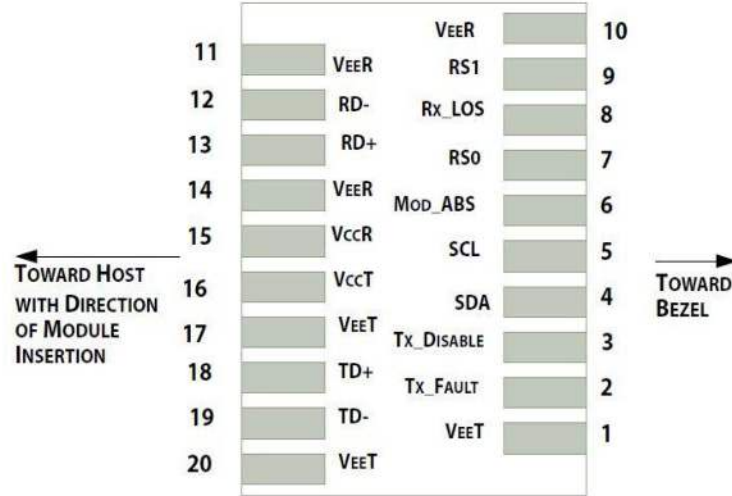 VEER 10
11 VEER
RS1 9
12 RD-
RX_LOS 8
13 RD+
RS0 7
14 VEER
MOD_ABS 6
15 VCCR
SCL 5
TOWARD HOST
WITH DIRECTION
OF MODULE
INSERTION
16 VCCT
TOWARD
BEZEL
SDA 4
17 VEET
TX_DISABLE 3
18 TD+
TX_FAULT 2
19 TD-
VEET 1
20 VEET